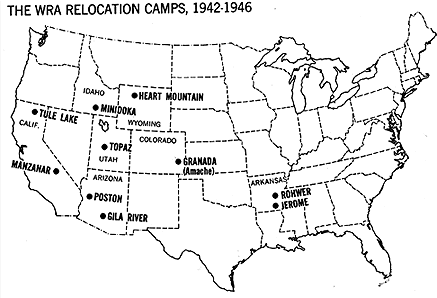 THE WRA RELOCATION CAMPS, 1942-1946
HEART MOUNTAIN
IDAHO
MINIDOKA
WYOMING
TULE LAKE
CALIF.
TOPAZ
UTAH
COLORADO
GRANADA
(Amache)
MANZANAR
ARIZONA
POSTON
GILA RIVER
ARKANSAS
ROHWER
JEROME